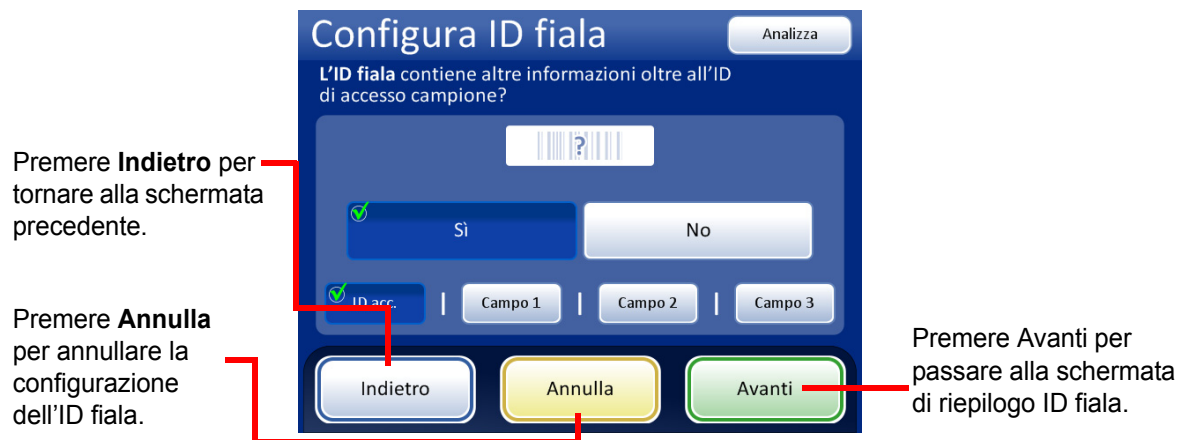 Configura ID fiala
Analizza
L'ID fiala contiene altre informazioni oltre all'ID
di accesso campione?
?
Sì
No
ID acc.
|
Campo 1
|
Campo 2
|
Campo 3
Indietro
Annulla
Avanti
Premere Indietro per
tornare alla schermata
precedente.
Premere Annulla
per annullare la
configurazione
dell'ID fiala.
Premere Avanti per
passare alla schermata
di riepilogo ID fiala.